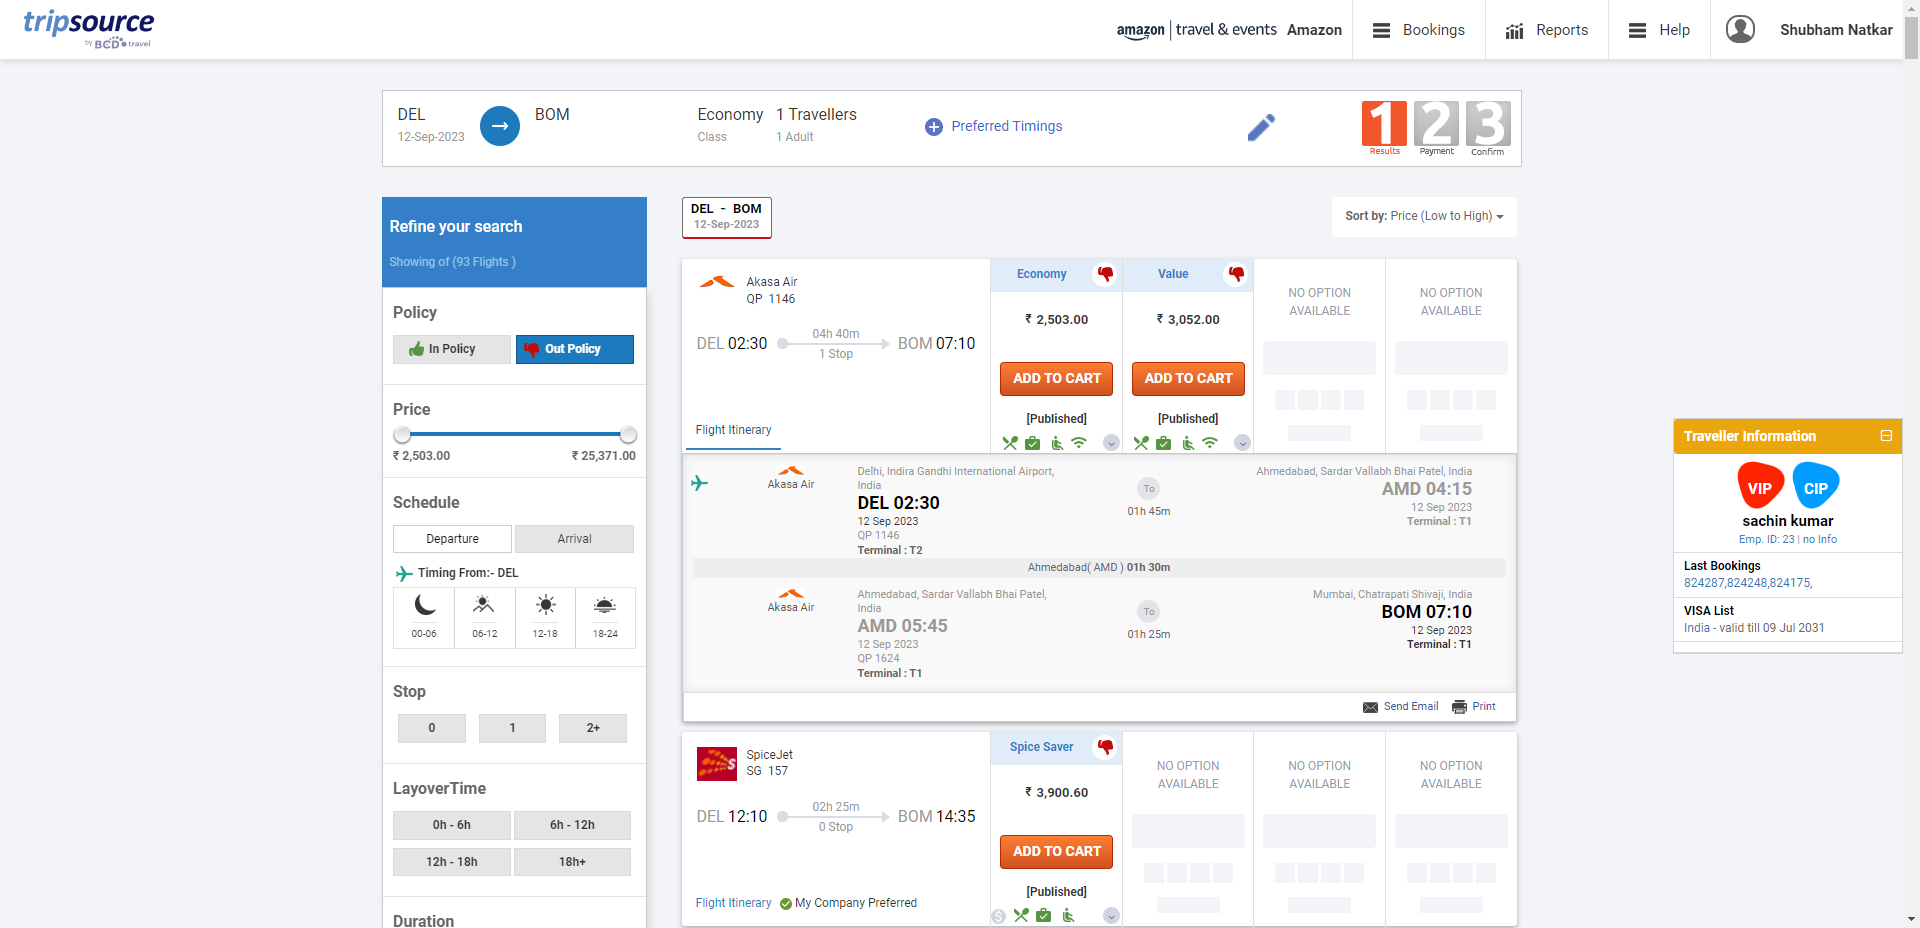 tripsource
by BCD travel
amazon | travel & events Amazon
Bookings
Reports
Help
Shubham Natkar
DEL
12-Sep-2023
BOM
Economy
Class
1 Travellers
1 Adult
Preferred Timings
1 2 3
Results Payment Confirm
Refine your search
Showing of (93 Flights )
Policy
In Policy
Out Policy
Price
₹ 2,503.00
₹ 25,371.00
Schedule
Departure
Arrival
Timing From:- DEL
00-06
06-12
12-18
18-24
Stop
0
1
2+
LayoverTime
0h - 6h
6h - 12h
12h - 18h
18h+
Duration
DEL - BOM
12-Sep-2023
Sort by: Price (Low to High)
Akasa Air
QP 1146
DEL 02:30
04h 40m
1 Stop
BOM 07:10
Flight Itinerary
Economy
₹ 2,503.00
ADD TO CART
[Published]
Value
₹ 3,052.00
ADD TO CART
[Published]
NO OPTION
AVAILABLE
NO OPTION
AVAILABLE
Akasa Air
Delhi, Indira Gandhi International Airport,
India
DEL 02:30
12 Sep 2023
QP 1146
Terminal : T2
To
01h 45m
Ahmedabad, Sardar Vallabh Bhai Patel, India
AMD 04:15
12 Sep 2023
Terminal : T1
Ahmedabad( AMD ) 01h 30m
Akasa Air
Ahmedabad, Sardar Vallabh Bhai Patel,
India
AMD 05:45
12 Sep 2023
QP 1624
Terminal : T1
To
01h 25m
Mumbai, Chatrapati Shivaji, India
BOM 07:10
12 Sep 2023
Terminal : T1
Send Email
Print
SpiceJet
SG 157
DEL 12:10
02h 25m
0 Stop
BOM 14:35
Flight Itinerary
My Company Preferred
Spice Saver
₹ 3,900.60
ADD TO CART
[Published]
NO OPTION
AVAILABLE
NO OPTION
AVAILABLE
NO OPTION
AVAILABLE
Traveller Information
VIP
CIP
sachin kumar
Emp. ID: 23 | no Info
Last Bookings
824287,824248,824175,
VISA List
India - valid till 09 Jul 2031